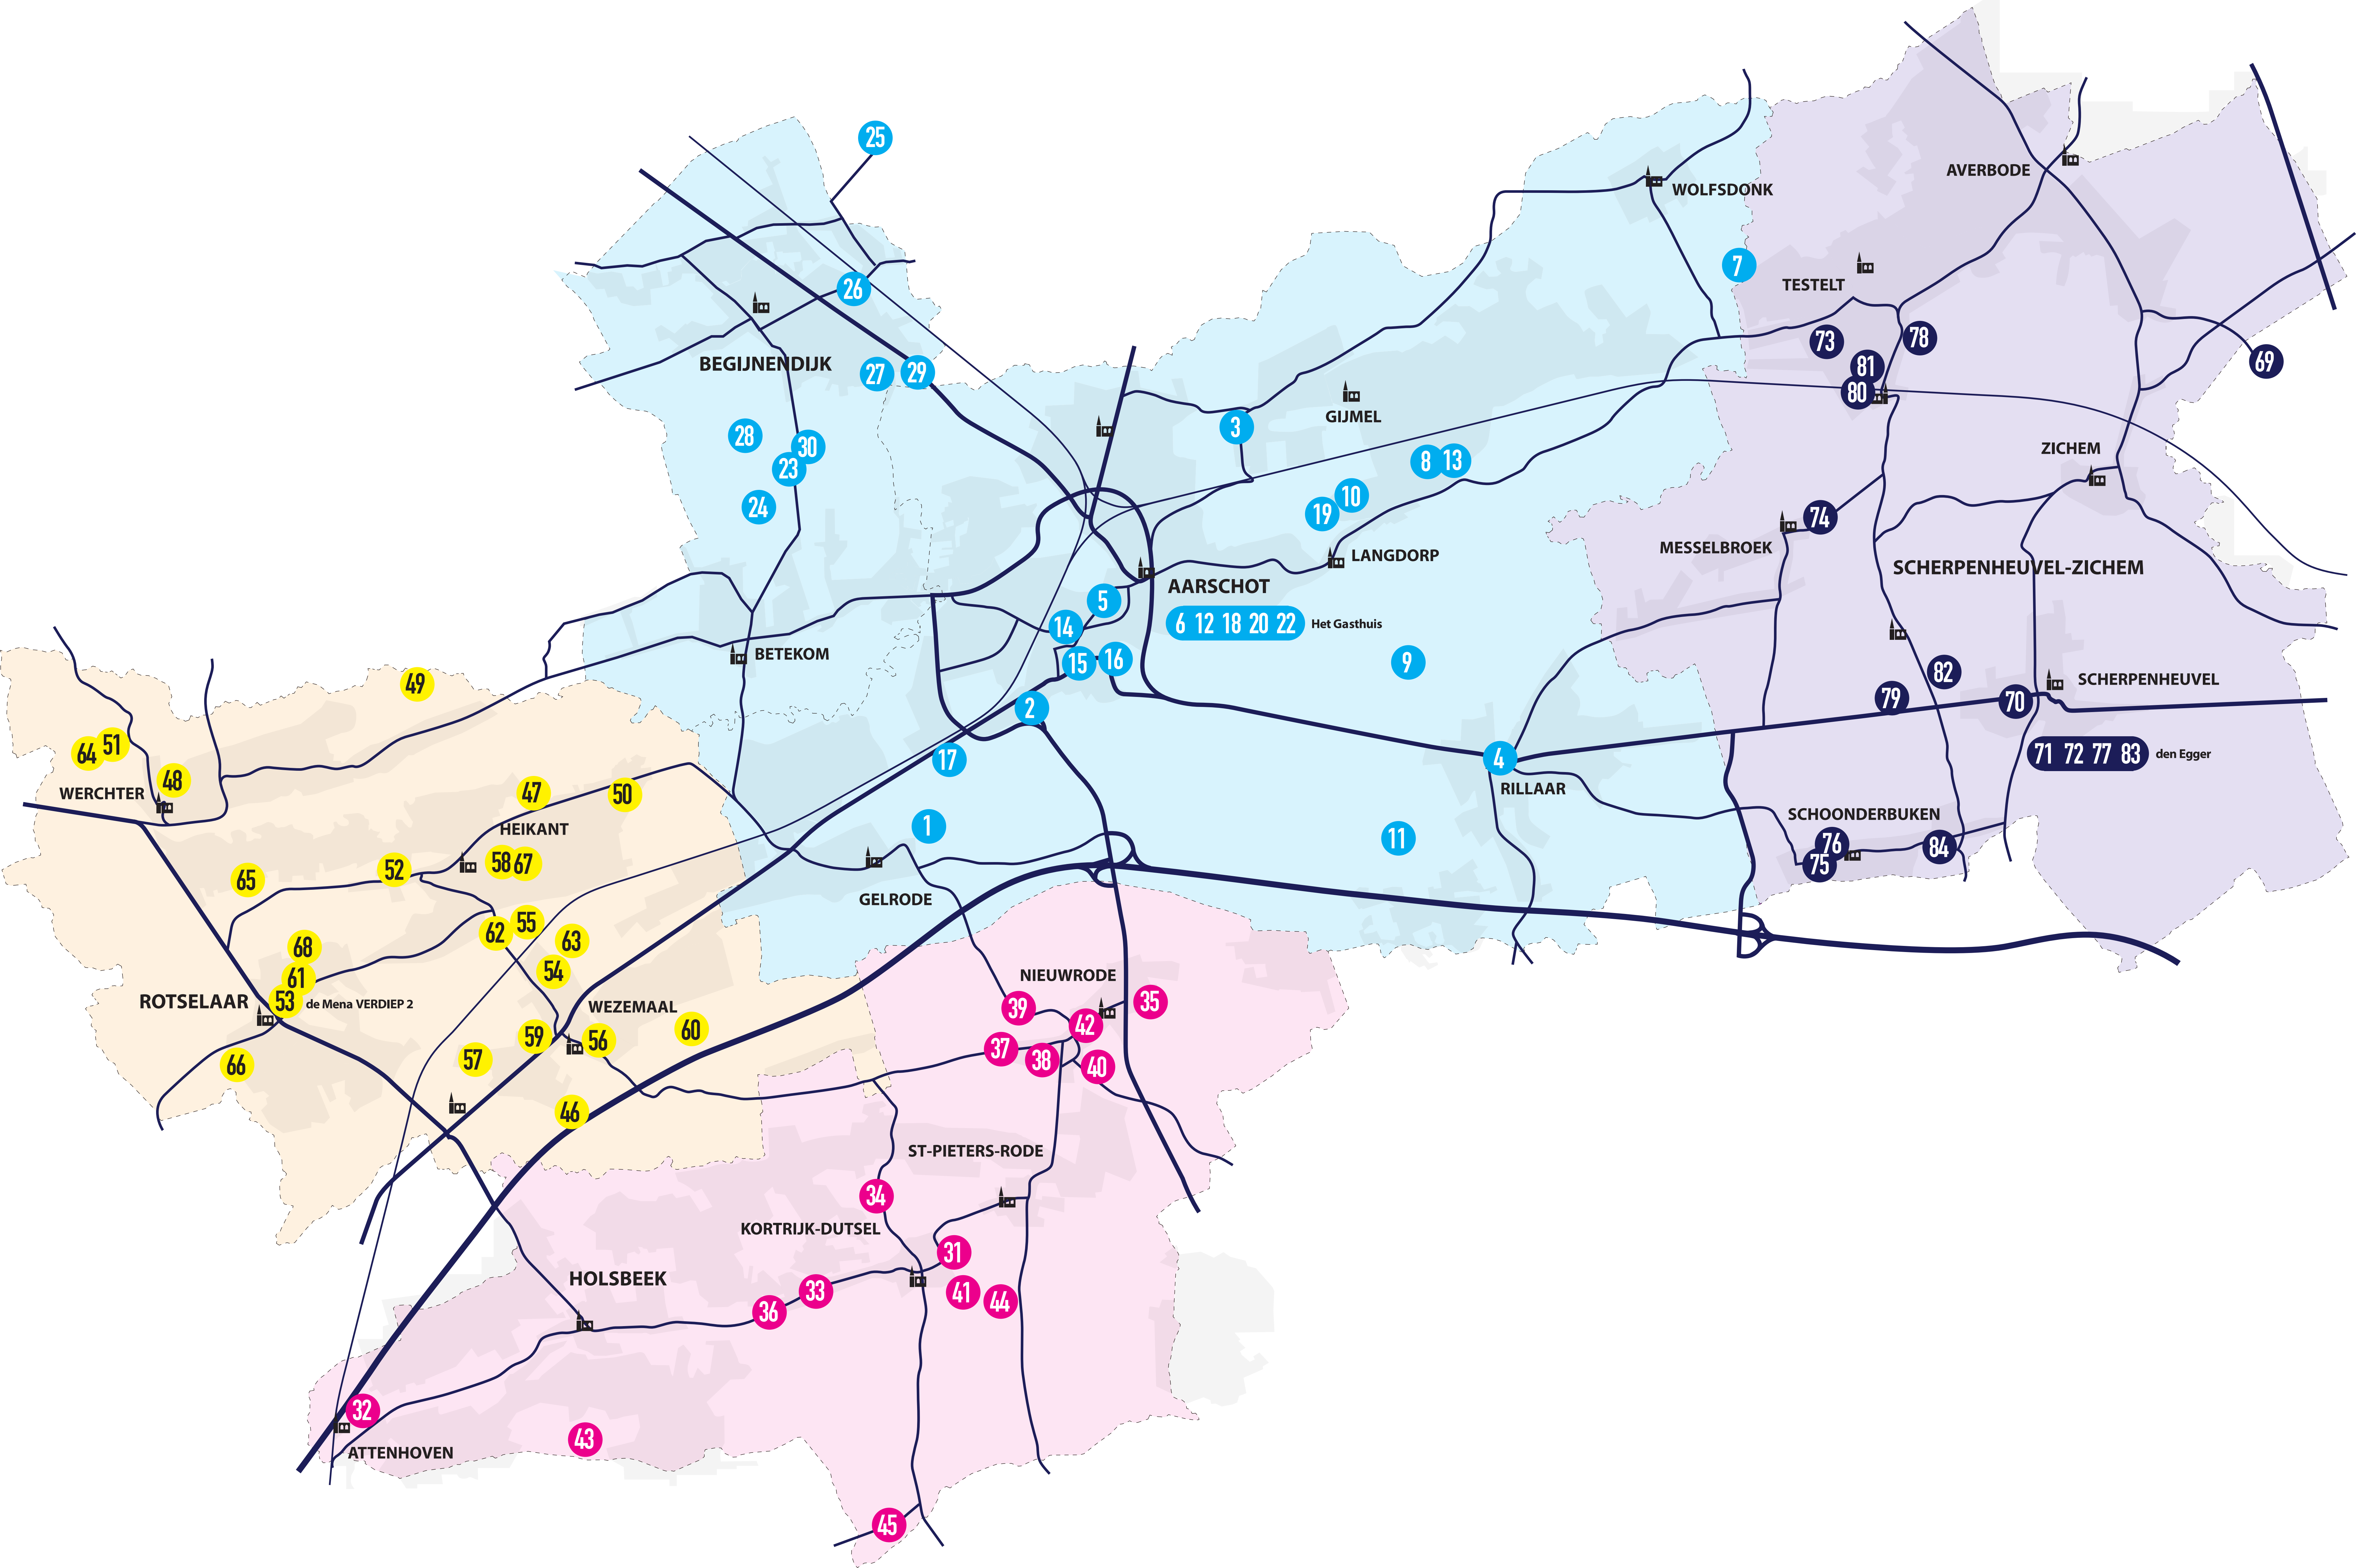 25
AVERBODE
WOLFSDONK
7
TESTELT
26
BEGIJNENDIJK
27
29
73
78
81
80
69
GIJMEL
3
28
30
23
24
8
13
10
19
ZICHEM
74
MESSELBROEK
SCHERPENHEUVEL-ZICHEM
LANGDORP
AARSCHOT
5
6 12 18 20 22 Het Gasthuis
14
15
16
9
BETEKOM
82
SCHERPENHEUVEL
79
70
2
17
4
RILLAAR
71 72 77 83 den Egger
49
64
51
48
WERCHTER
47
50
HEIKANT
1
11
SCHOONDERBUKEN
76
75
84
65
52
58
67
GELRODE
62
55
63
54
68
61
53
ROTSELAAR
de Mena VERDIEP 2
WEZEMAAL
NIEUWRODE
39
35
42
59
56
60
57
66
37
38
40
46
ST-PIETERS-RODE
34
KORTRIJK-DUTSEL
31
HOLSBEEK
33
36
41
44
32
ATTENHOVEN
43
45